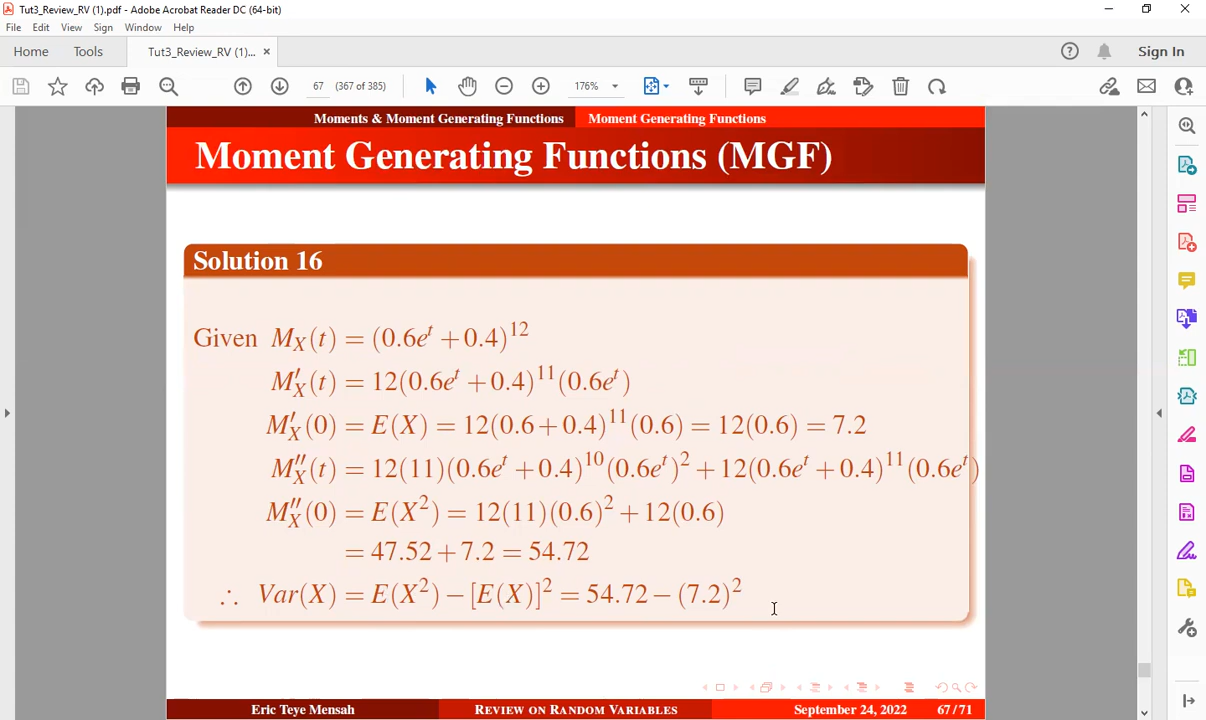 Tut3_Review_RV (1).pdf - Adobe Acrobat Reader DC (64-bit)
File Edit View Sign Window Help
Home Tools Tut3_Review_RV (1)... × Sign In
67 (367 of 385) 176%
Moments & Moment Generating Functions Moment Generating Functions
Moment Generating Functions (MGF)
Solution 16
Given M_X(t) = (0.6e^t + 0.4)^12
M′_X(t) = 12(0.6e^t + 0.4)^11(0.6e^t)
M′_X(0) = E(X) = 12(0.6 + 0.4)^11(0.6) = 12(0.6) = 7.2
M″_X(t) = 12(11)(0.6e^t + 0.4)^10(0.6e^t)^2 + 12(0.6e^t + 0.4)^11(0.6e^t)
M″_X(0) = E(X^2) = 12(11)(0.6)^2 + 12(0.6)
= 47.52 + 7.2 = 54.72
∴ Var(X) = E(X^2) − [E(X)]^2 = 54.72 − (7.2)^2
Eric Teye Mensah REVIEW ON RANDOM VARIABLES September 24, 2022 67/71